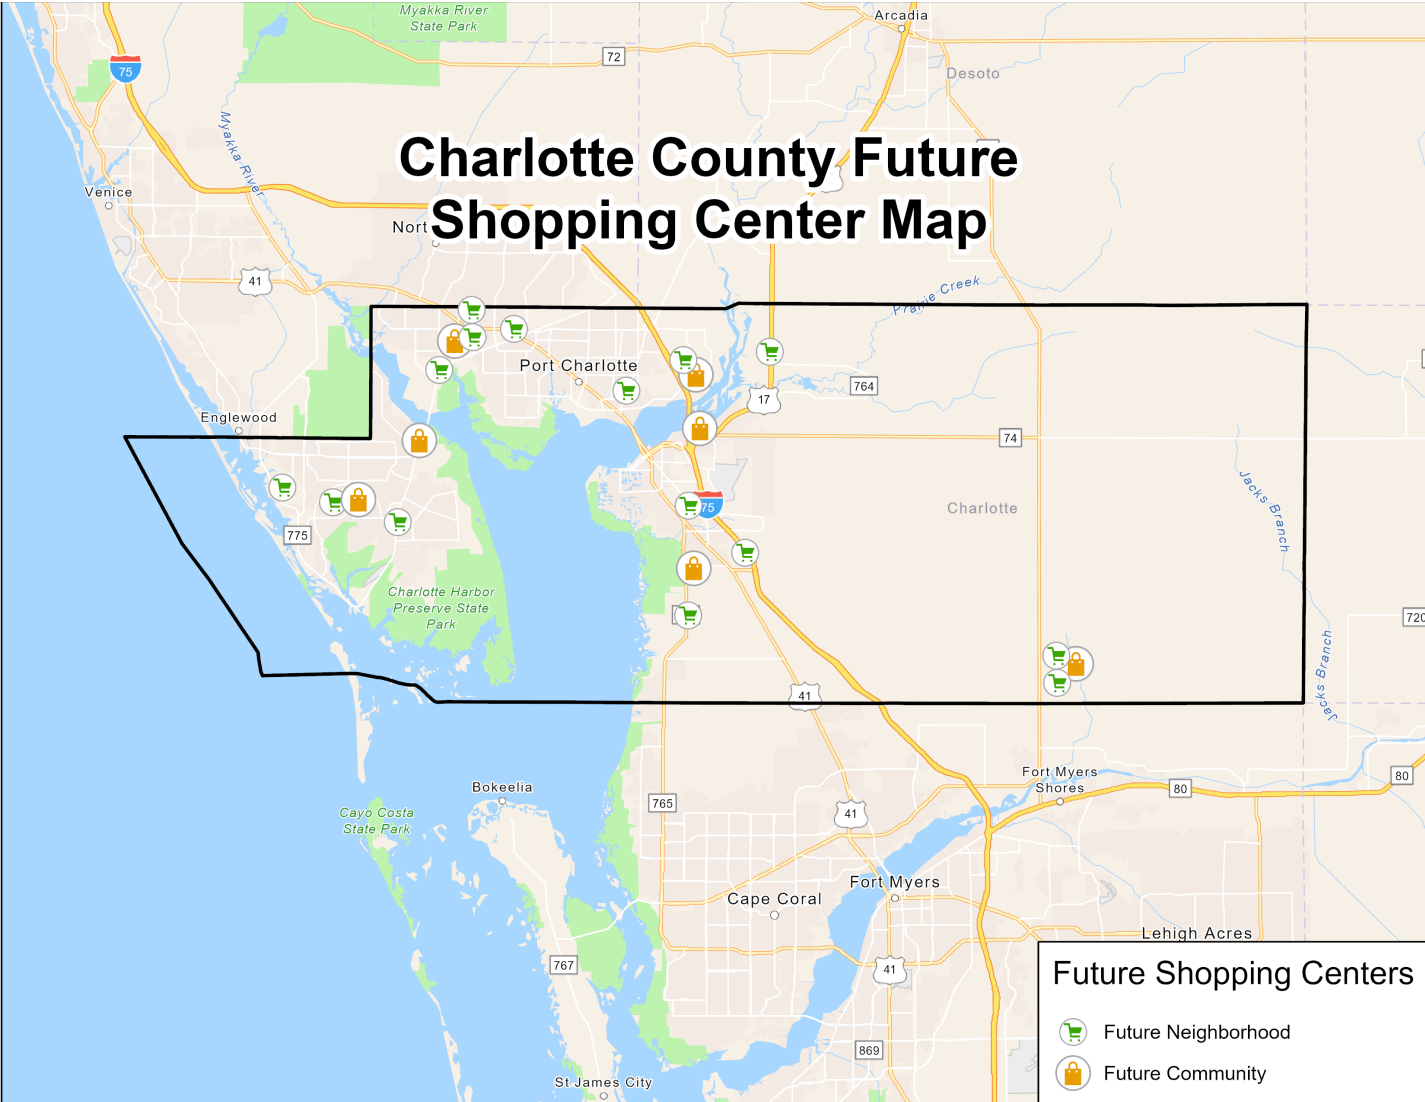 Myakka River
State Park
Arcadia
72
75
Desoto
Myakka River
Charlotte County Future
Shopping Center Map
Venice
Nort
41
Prairie Creek
Port Charlotte
764
17
Englewood
74
Jacks Branch
75
Charlotte
775
Charlotte Harbor
Preserve State
Park
720
Jacks Branch
41
Bokeelia
Fort Myers
Shores
80
80
765
Cayo Costa
State Park
41
Fort Myers
Cape Coral
Lehigh Acres
767
41
Future Shopping Centers
Future Neighborhood
869
Future Community
St James City